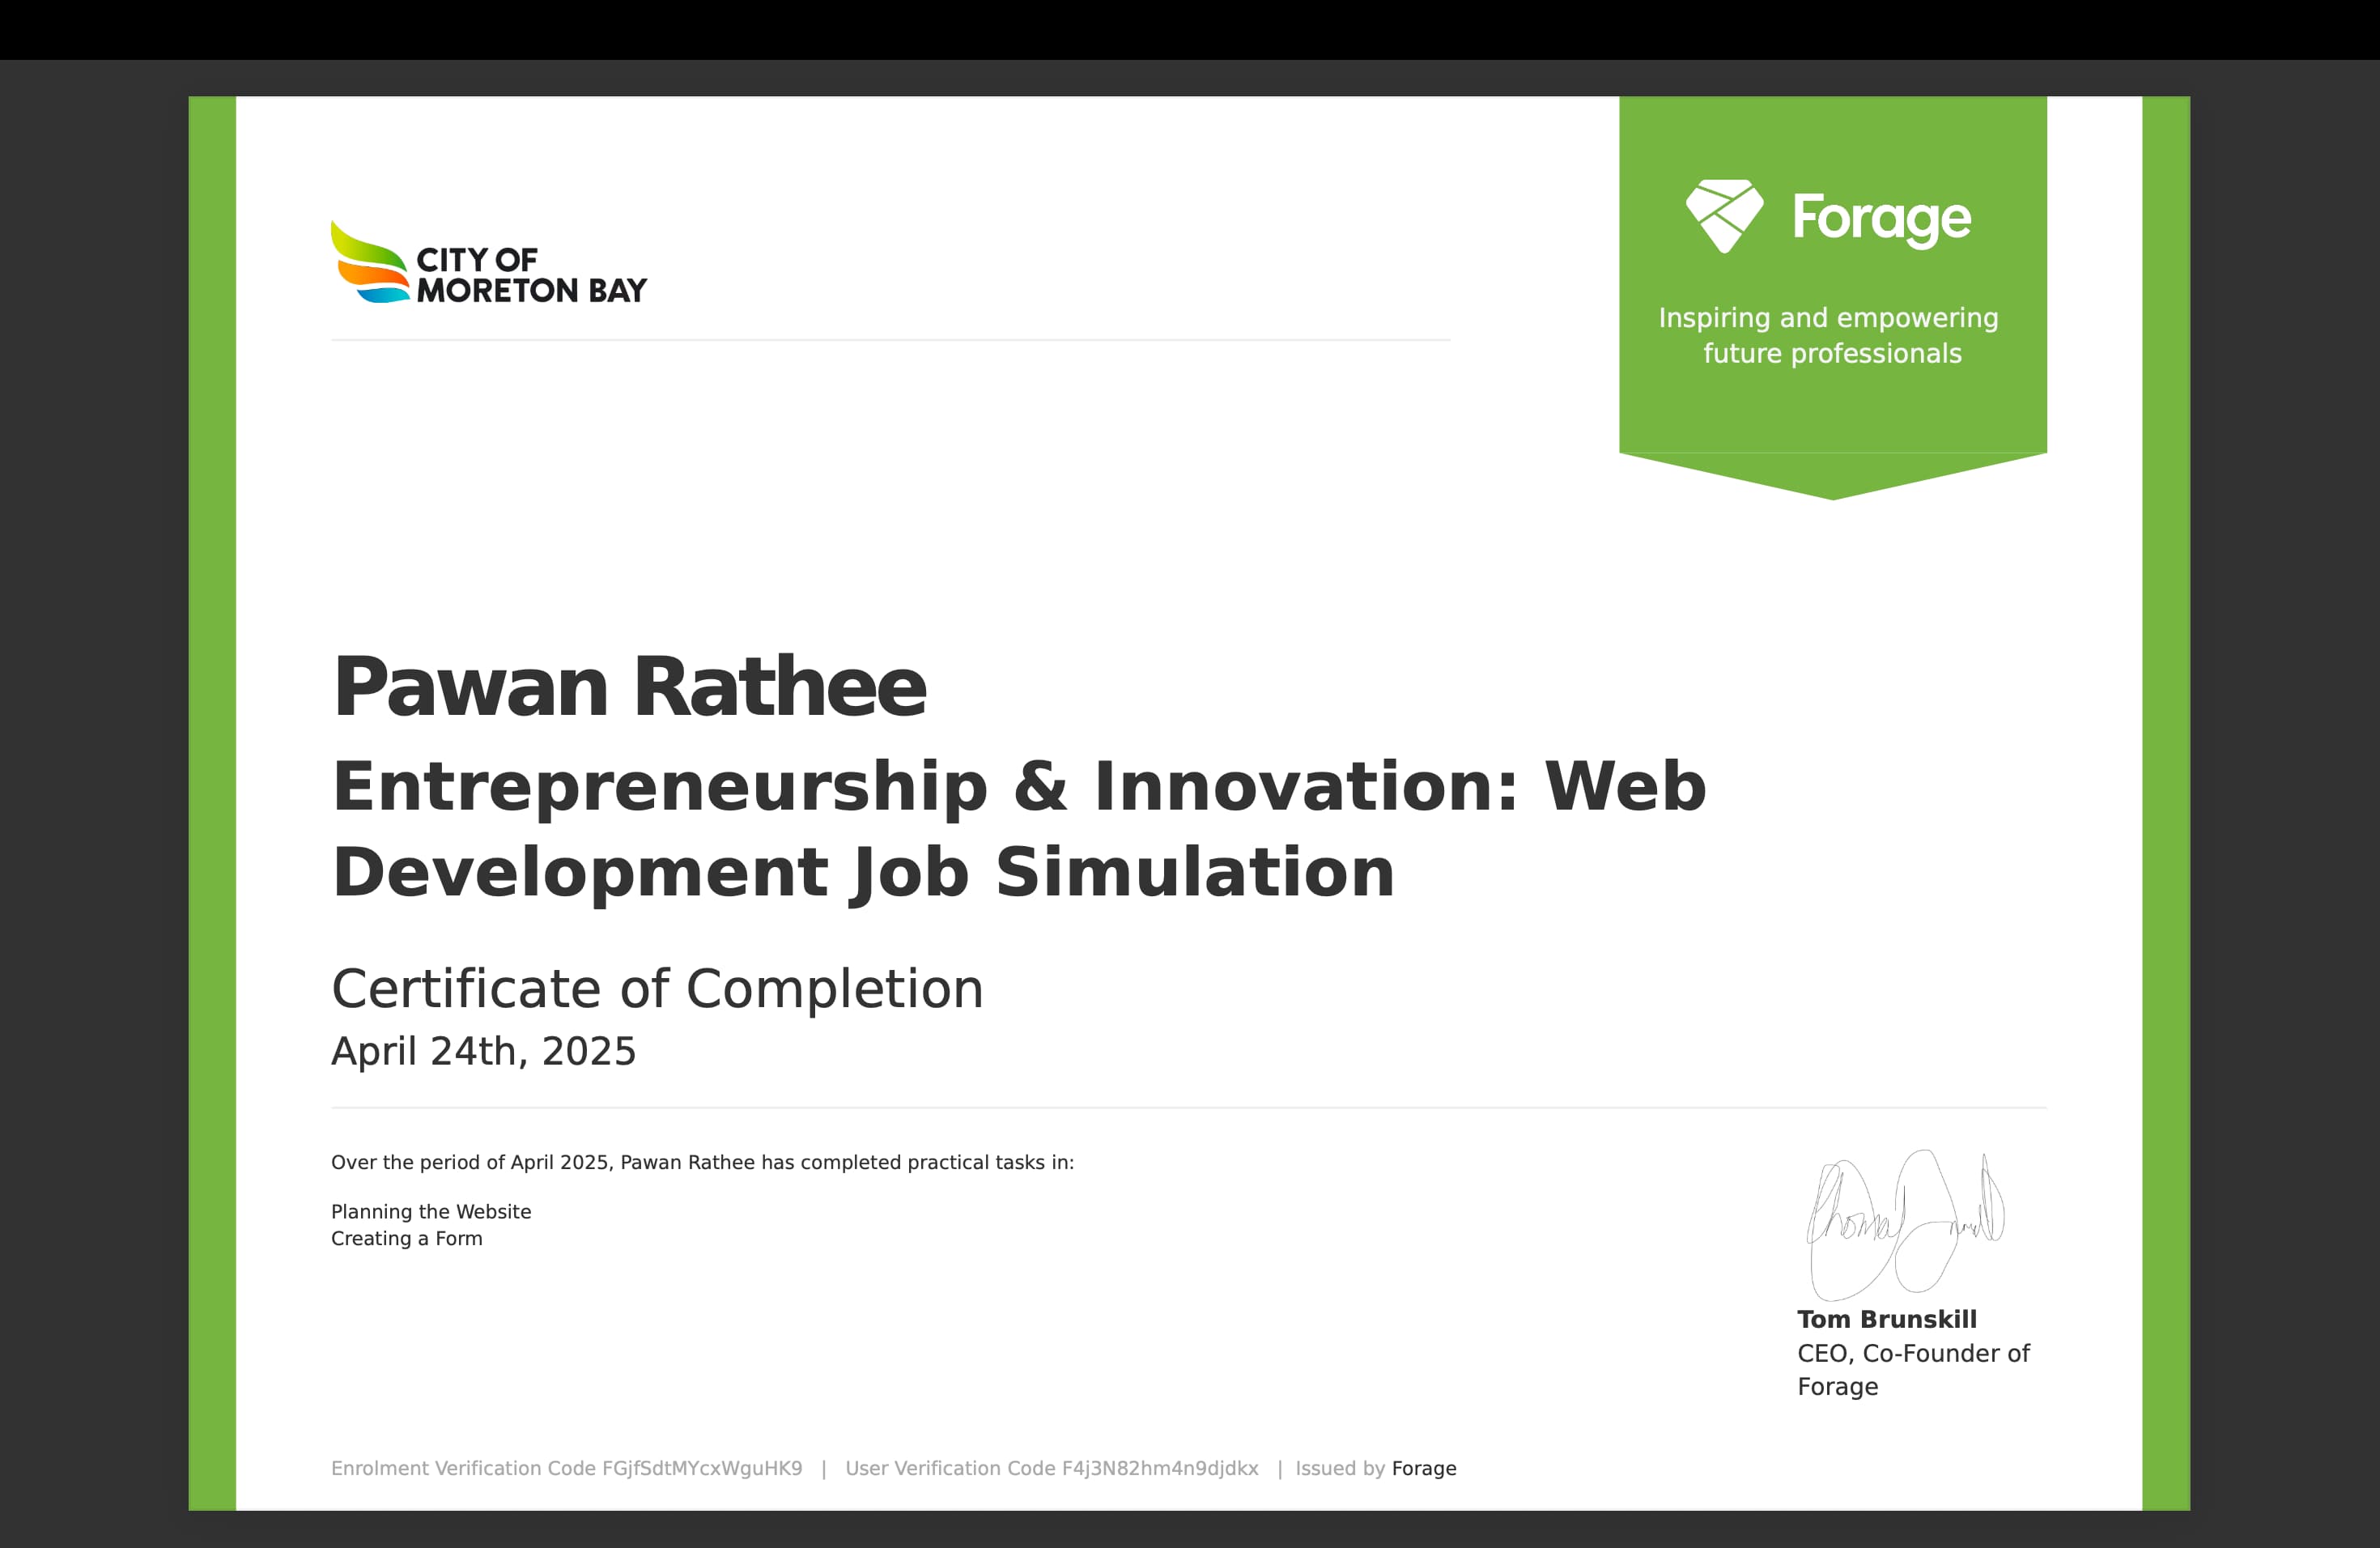 CITY OF
MORETON BAY
Forage
Inspiring and empowering
future professionals
Pawan Rathee
Entrepreneurship & Innovation: Web
Development Job Simulation
Certificate of Completion
April 24th, 2025
Over the period of April 2025, Pawan Rathee has completed practical tasks in:
Planning the Website
Creating a Form
Tom Brunskill
CEO, Co-Founder of
Forage
Enrolment Verification Code FGjfSdtMYcxWguHK9 | User Verification Code F4j3N82hm4n9djdkx | Issued by Forage